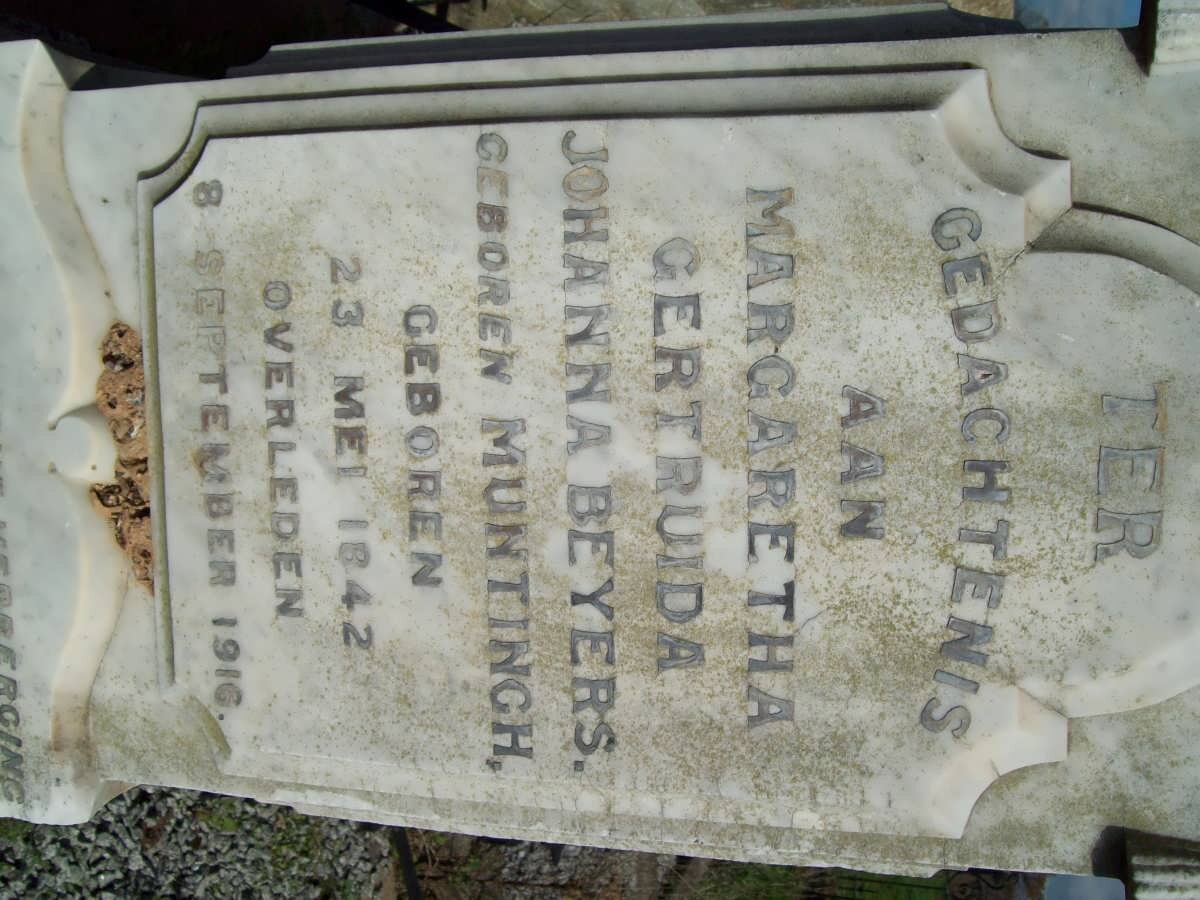 TER
GEDACHTENIS
AAN
MARGARETHA
GERTRUIDA
JOHANNA BEYERS.
GEBOREN MUNTINGH,
GEBOREN
23 MEI 1842
OVERLEDEN
8 SEPTEMBER 1916.